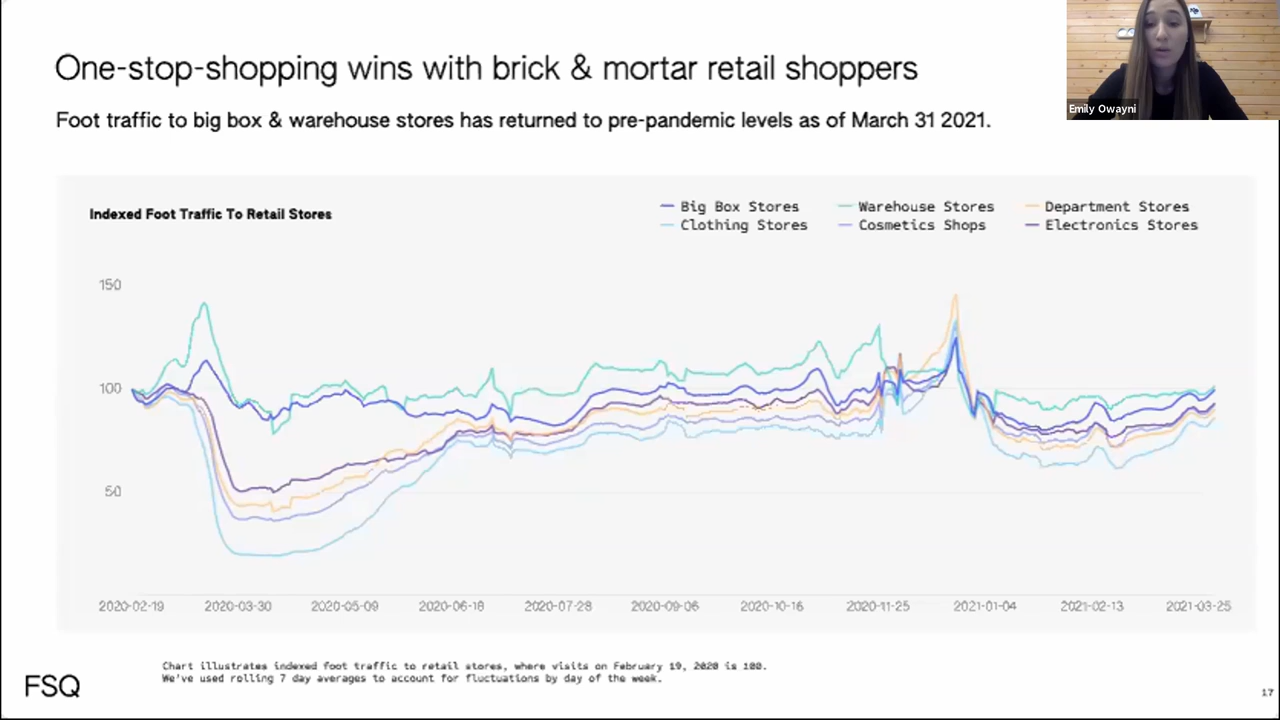 One-stop-shopping wins with brick & mortar retail shoppers
Emily Owayni
Foot traffic to big box & warehouse stores has returned to pre-pandemic levels as of March 31 2021.
Indexed Foot Traffic To Retail Stores
Big Box Stores Warehouse Stores Department Stores
Clothing Stores Cosmetics Shops Electronics Stores
150
100
50
2020-02-19 2020-03-30 2020-05-09 2020-06-18 2020-07-28 2020-09-06 2020-10-16 2020-11-25 2021-01-04 2021-02-13 2021-03-25
Chart illustrates indexed foot traffic to retail stores, where visits on February 19, 2020 is 100.
We've used rolling 7 day averages to account for fluctuations by day of the week.
FSQ
17